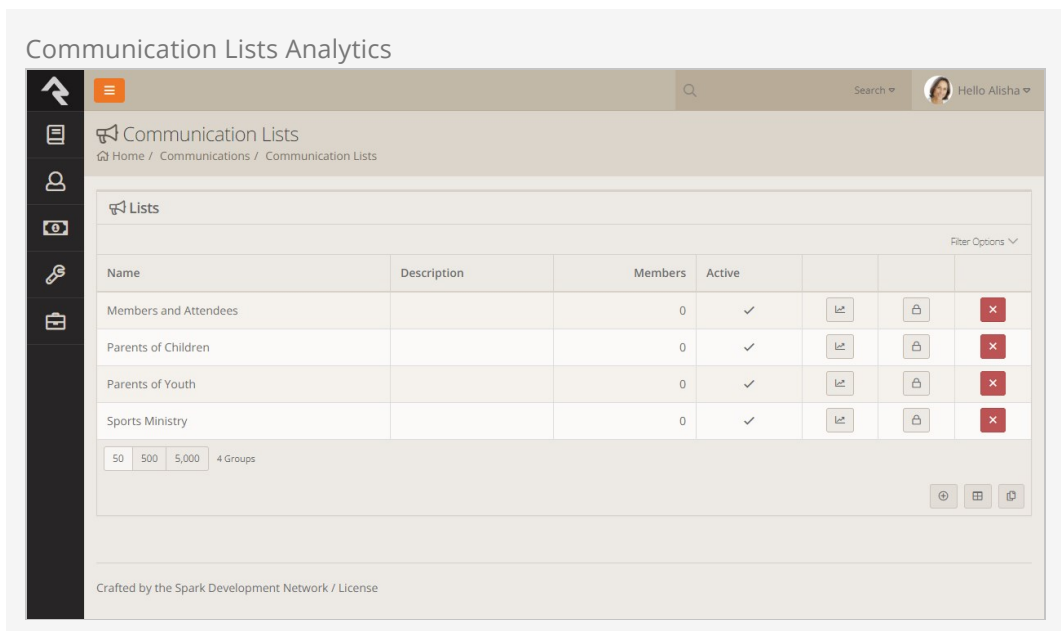 Communication Lists Analytics
Search
Hello Alisha
Communication Lists
Home / Communications / Communication Lists
Lists
Filter Options
Name Description Members Active
Members and Attendees 0
Parents of Children 0
Parents of Youth 0
Sports Ministry 0
50 500 5,000 4 Groups
Crafted by the Spark Development Network / License